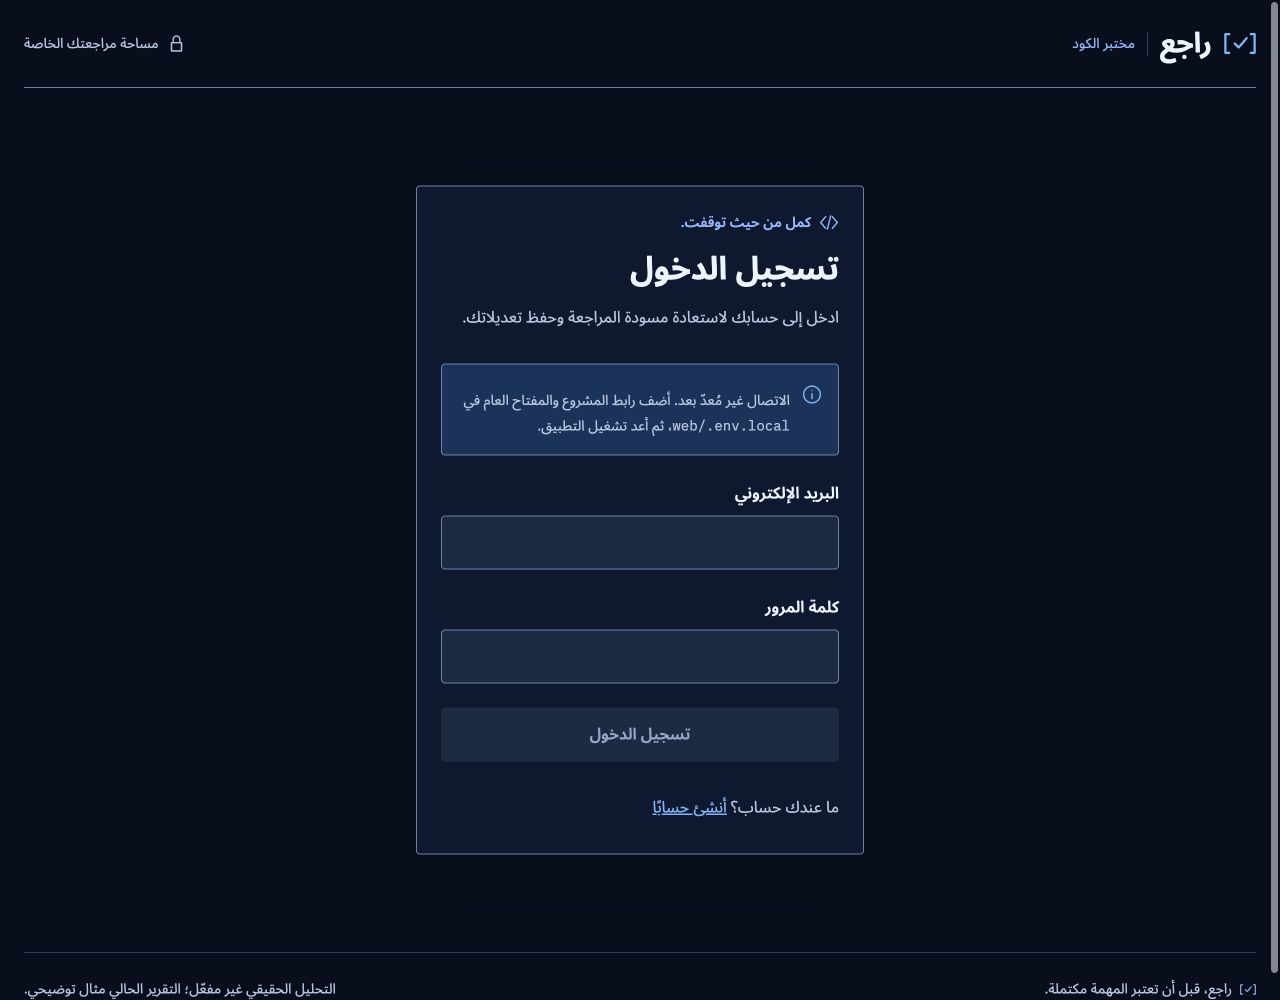 راجع
مختبر الكود
مساحة مراجعتك الخاصة
كمل من حيث توقفت.
تسجيل الدخول
ادخل إلى حسابك لاستعادة مسودة المراجعة وحفظ تعديلاتك.
الاتصال غير مُعدّ بعد. أضف رابط المشروع والمفتاح العام في
web/.env.local، ثم أعد تشغيل التطبيق.
البريد الإلكتروني
كلمة المرور
تسجيل الدخول
ما عندك حساب؟ أنشئ حسابًا
راجع، قبل أن تعتبر المهمة مكتملة.
التحليل الحقيقي غير مفعّل؛ التقرير الحالي مثال توضيحي.